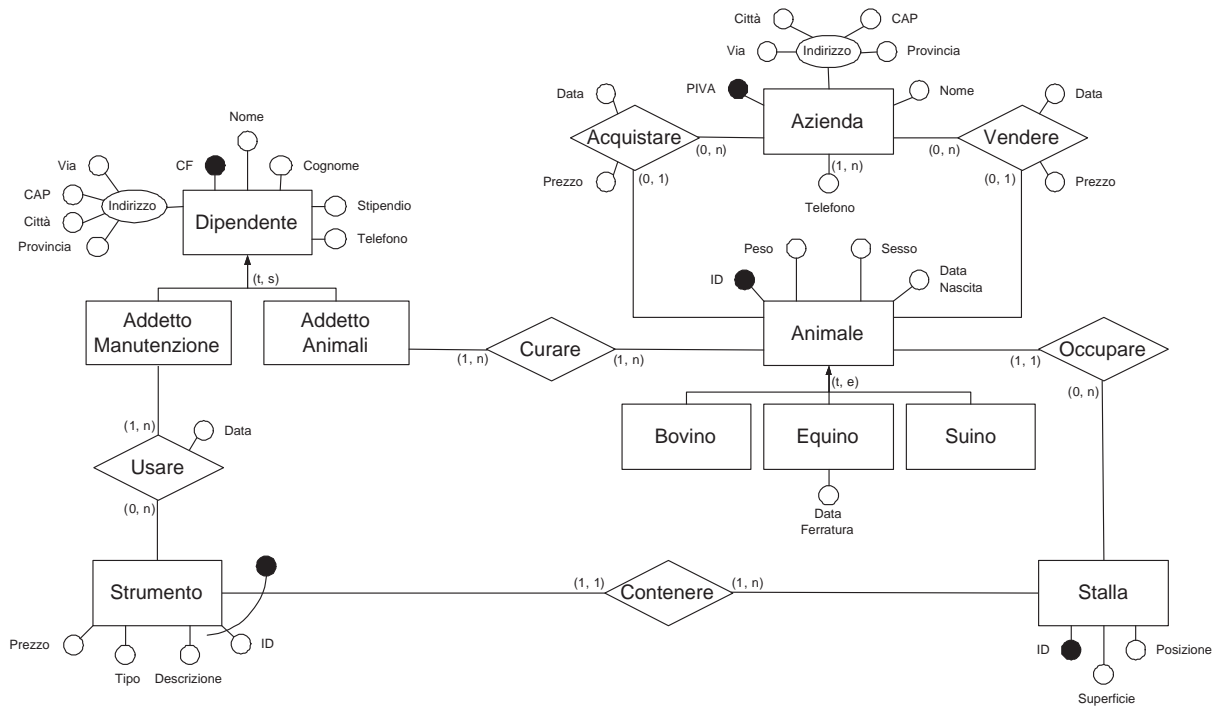 Città
CAP
Via
Indirizzo
Provincia
PIVA
Nome
Data
Azienda
Data
Acquistare
Vendere
(0, n)
(1, n)
(0, n)
Prezzo
(0, 1)
(0, 1)
Prezzo
Telefono
Nome
CF
Cognome
Via
CAP
Indirizzo
Stipendio
Città
Dipendente
Provincia
Telefono
(t, s)
Peso
Sesso
ID
Data
Nascita
Addetto
Manutenzione
Addetto
Animali
Curare
(1, n)
(1, n)
Animale
Occupare
(1, 1)
(0, n)
(t, e)
Bovino
Equino
Suino
Data
Ferratura
(1, n)
Data
Usare
(0, n)
Strumento
(1, 1)
Contenere
(1, n)
Stalla
Prezzo
Tipo
Descrizione
ID
ID
Posizione
Superficie